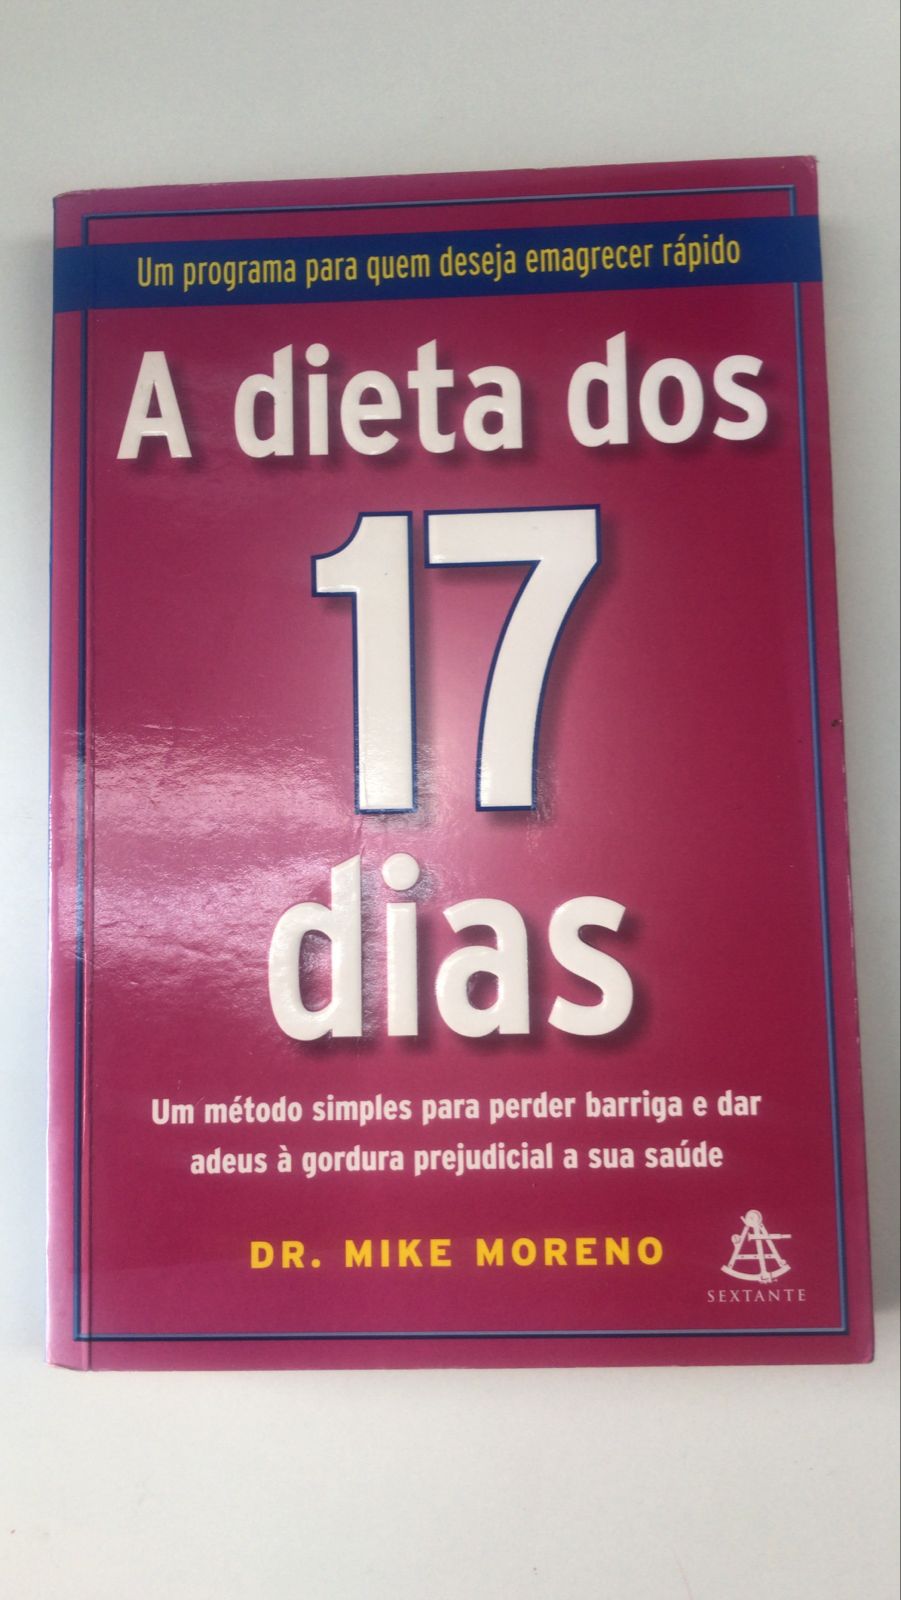 Um programa para quem deseja emagrecer rápido
A dieta dos
17
dias
Um método simples para perder barriga e dar
adeus à gordura prejudicial a sua saúde
DR. MIKE MORENO
SEXTANTE